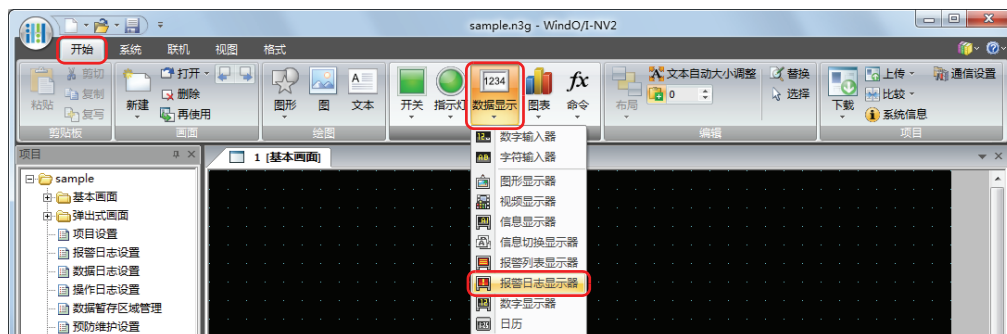 sample.n3g - WindO/I-NV2
开始 系统 联机 视图 格式
粘贴 剪切 复制 复写 剪贴板
新建 打开 删除 再使用 画面
图形 图 文本 绘图
开关 指示灯 数据显示 图表 命令
布局 文本自动大小调整 0 替换 选择 编辑
下载 上传 比较 系统信息 通信设置 项目
项目
1 [基本画面]
sample
基本画面
弹出式画面
项目设置
报警日志设置
数据日志设置
操作日志设置
数据暂存区域管理
预防维护设置
1234
fx
数字输入器
字符输入器
图形显示器
视频显示器
信息显示器
信息切换显示器
报警列表显示器
报警日志显示器
数字显示器
日历